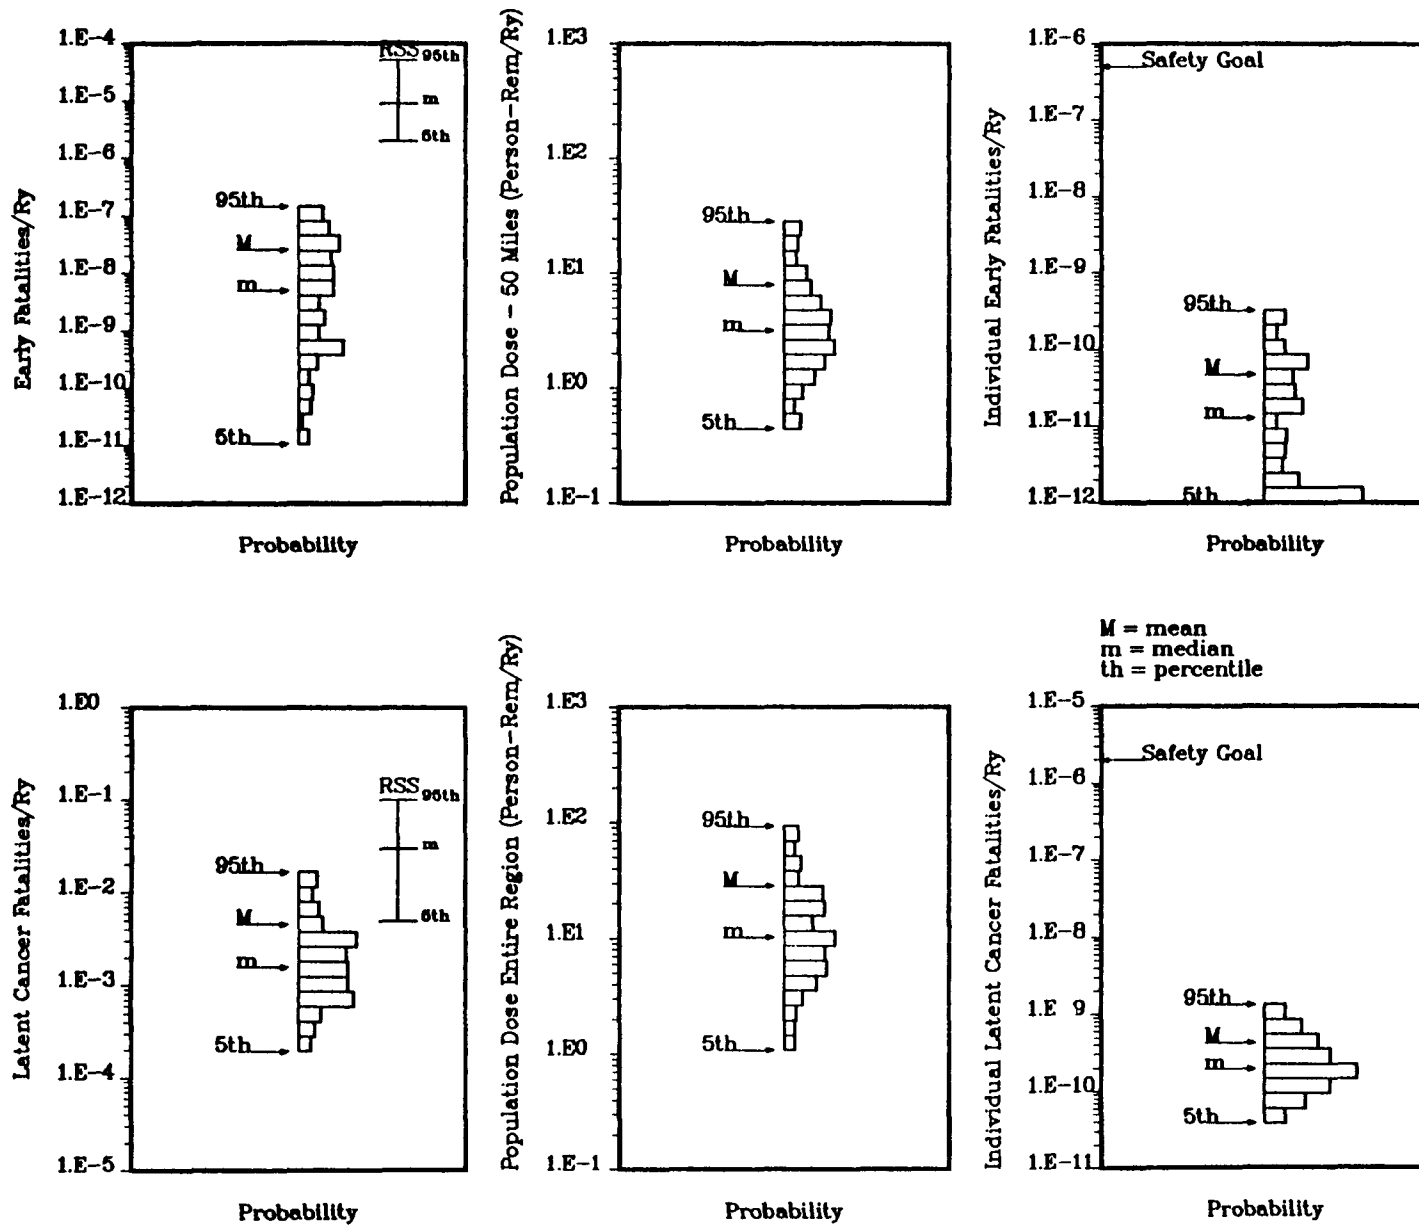 Early Fatalities/Ry
1.E-4
1.E-5
1.E-6
1.E-7
1.E-8
1.E-9
1.E-10
1.E-11
1.E-12
RSS 95th
m
5th
95th
M
m
5th
Probability
Population Dose - 50 Miles (Person-Rem/Ry)
1.E3
1.E2
1.E1
1.E0
1.E-1
95th
M
m
5th
Probability
Individual Early Fatalities/Ry
1.E-6
1.E-7
1.E-8
1.E-9
1.E-10
1.E-11
1.E-12
Safety Goal
95th
M
m
5th
Probability
M = mean
m = median
th = percentile
Latent Cancer Fatalities/Ry
1.E0
1.E-1
1.E-2
1.E-3
1.E-4
1.E-5
RSS 95th
m
5th
95th
M
m
5th
Probability
Population Dose Entire Region (Person-Rem/Ry)
1.E3
1.E2
1.E1
1.E0
1.E-1
95th
M
m
5th
Probability
Individual Latent Cancer Fatalities/Ry
1.E-5
1.E-6
1.E-7
1.E-8
1.E-9
1.E-10
1.E-11
Safety Goal
95th
M
m
5th
Probability